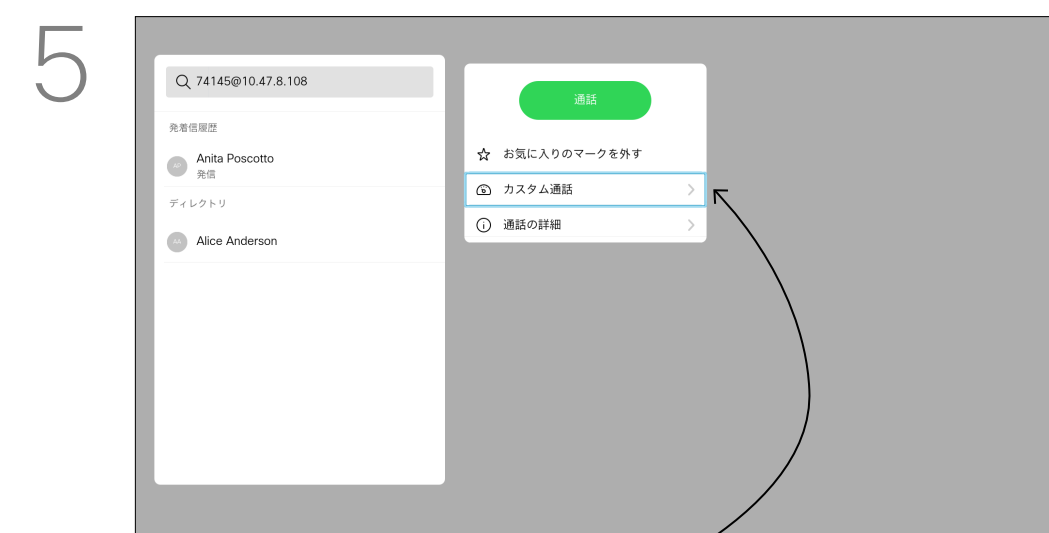 5
74145@10.47.8.108
発着信履歴
AP
Anita Poscotto
発信
ディレクトリ
AA
Alice Anderson
通話
お気に入りのマークを外す
カスタム通話
通話の詳細